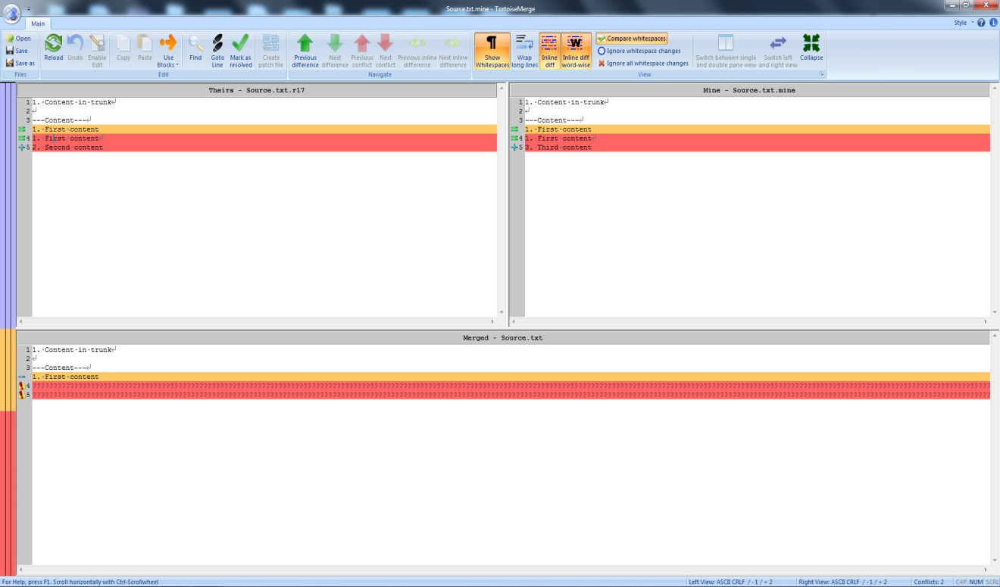 Source.txt.mine - TortoiseMerge
Main
Style
Open
Save
Save as
Files
Reload
Undo
Enable Edit
Copy
Paste
Use Blocks
Find
Goto Line
Mark as resolved
Create patch file
Edit
Previous difference
Next difference
Previous conflict
Next conflict
Previous inline difference
Next inline difference
Navigate
Show Whitespaces
Wrap long lines
Inline diff
Inline diff word-wise
Compare whitespaces
Ignore whitespace changes
Ignore all whitespace changes
Switch between single and double pane view
Switch left and right view
Collapse
View
Theirs - Source.txt.r17
1 1.·Content·in·trunk↵
2 ↵
3 ---Content---↵
1.·First·content
4 1.·First·content↵
5 2.·Second·content
Mine - Source.txt.mine
1 1.·Content·in·trunk↵
2 ↵
3 ---Content---↵
1.·First·content
4 1.·First·content↵
5 3.·Third·content
Merged - Source.txt
1 1.·Content·in·trunk↵
2 ↵
3 ---Content---↵
1.·First·content
4
5
For Help, press F1. Scroll horizontally with Ctrl-Scrollwheel
Left View: ASCII CRLF / - 1 / + 2
Right View: ASCII CRLF / - 1 / + 2
Conflicts: 2
CAP NUM SCRL